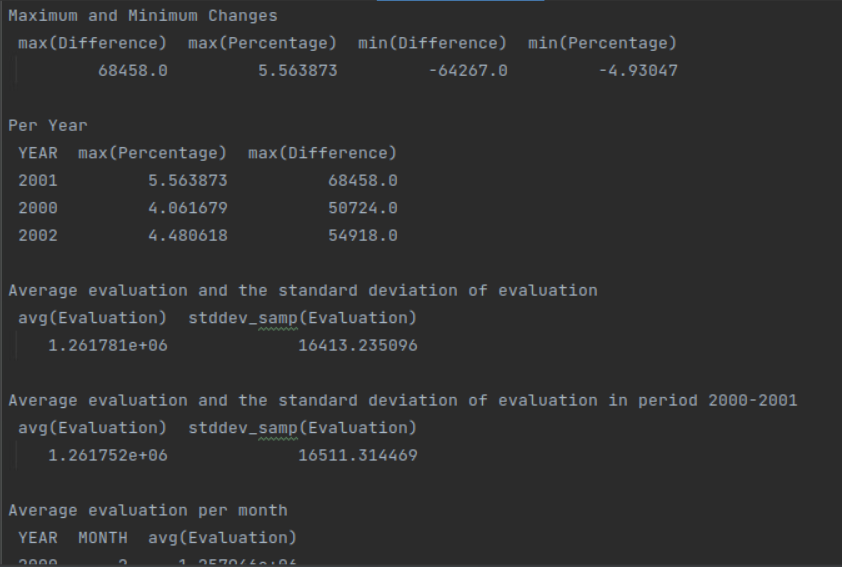 Maximum and Minimum Changes
max(Difference) max(Percentage) min(Difference) min(Percentage)
68458.0 5.563873 -64267.0 -4.93047
Per Year
YEAR max(Percentage) max(Difference)
2001 5.563873 68458.0
2000 4.061679 50724.0
2002 4.480618 54918.0
Average evaluation and the standard deviation of evaluation
avg(Evaluation) stddev_samp(Evaluation)
1.261781e+06 16413.235096
Average evaluation and the standard deviation of evaluation in period 2000-2001
avg(Evaluation) stddev_samp(Evaluation)
1.261752e+06 16511.314469
Average evaluation per month
YEAR MONTH avg(Evaluation)
2000